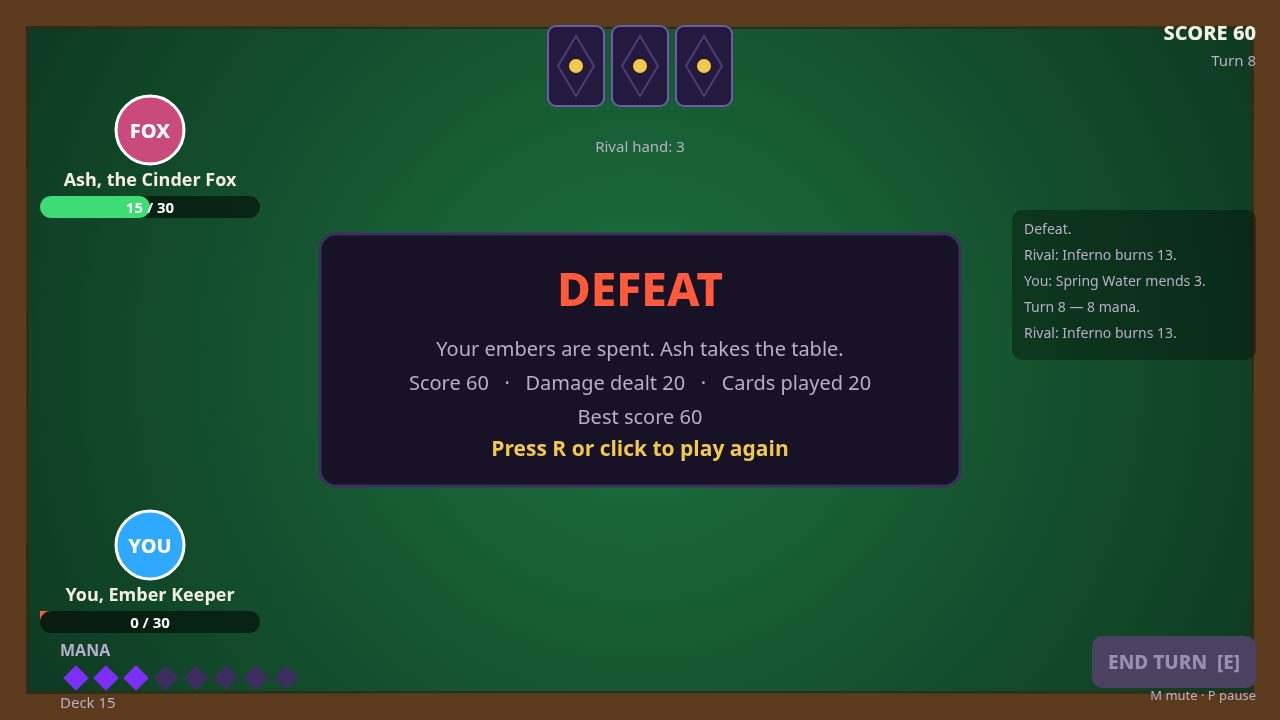 SCORE 60
Turn 8
Rival hand: 3
FOX
Ash, the Cinder Fox
15 / 30
Defeat.
Rival: Inferno burns 13.
You: Spring Water mends 3.
Turn 8 — 8 mana.
Rival: Inferno burns 13.
DEFEAT
Your embers are spent. Ash takes the table.
Score 60 · Damage dealt 20 · Cards played 20
Best score 60
Press R or click to play again
YOU
You, Ember Keeper
0 / 30
MANA
Deck 15
END TURN [E]
M mute · P pause